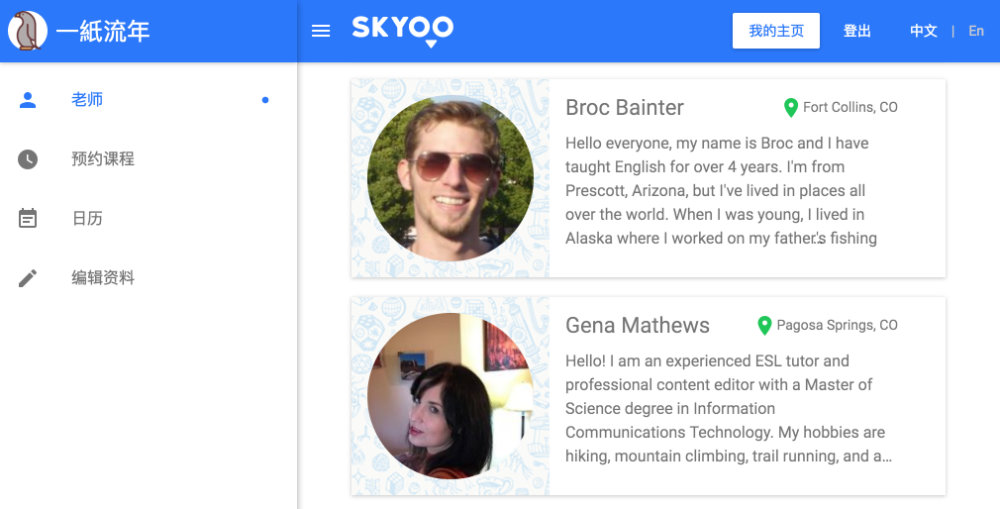 一紙流年
SKYOO
我的主页
登出
中文 | En
老师
预约课程
日历
编辑资料
Broc Bainter
Fort Collins, CO
Hello everyone, my name is Broc and I have
taught English for over 4 years. I'm from
Prescott, Arizona, but I've lived in places all
over the world. When I was young, I lived in
Alaska where I worked on my father's fishing
Gena Mathews
Pagosa Springs, CO
Hello! I am an experienced ESL tutor and
professional content editor with a Master of
Science degree in Information
Communications Technology. My hobbies are
hiking, mountain climbing, trail running, and a...